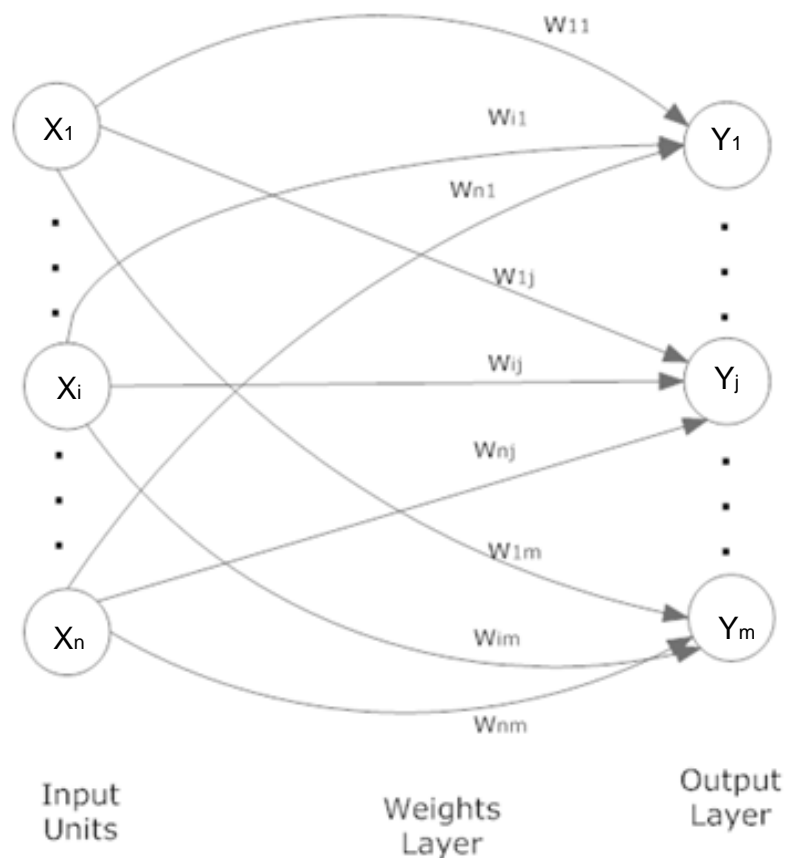 W11
X1
Wi1
Y1
Wn1
W1j
Xi
Wij
Yj
Wnj
W1m
Xn
Wim
Ym
Wnm
Input
Units
Weights
Layer
Output
Layer